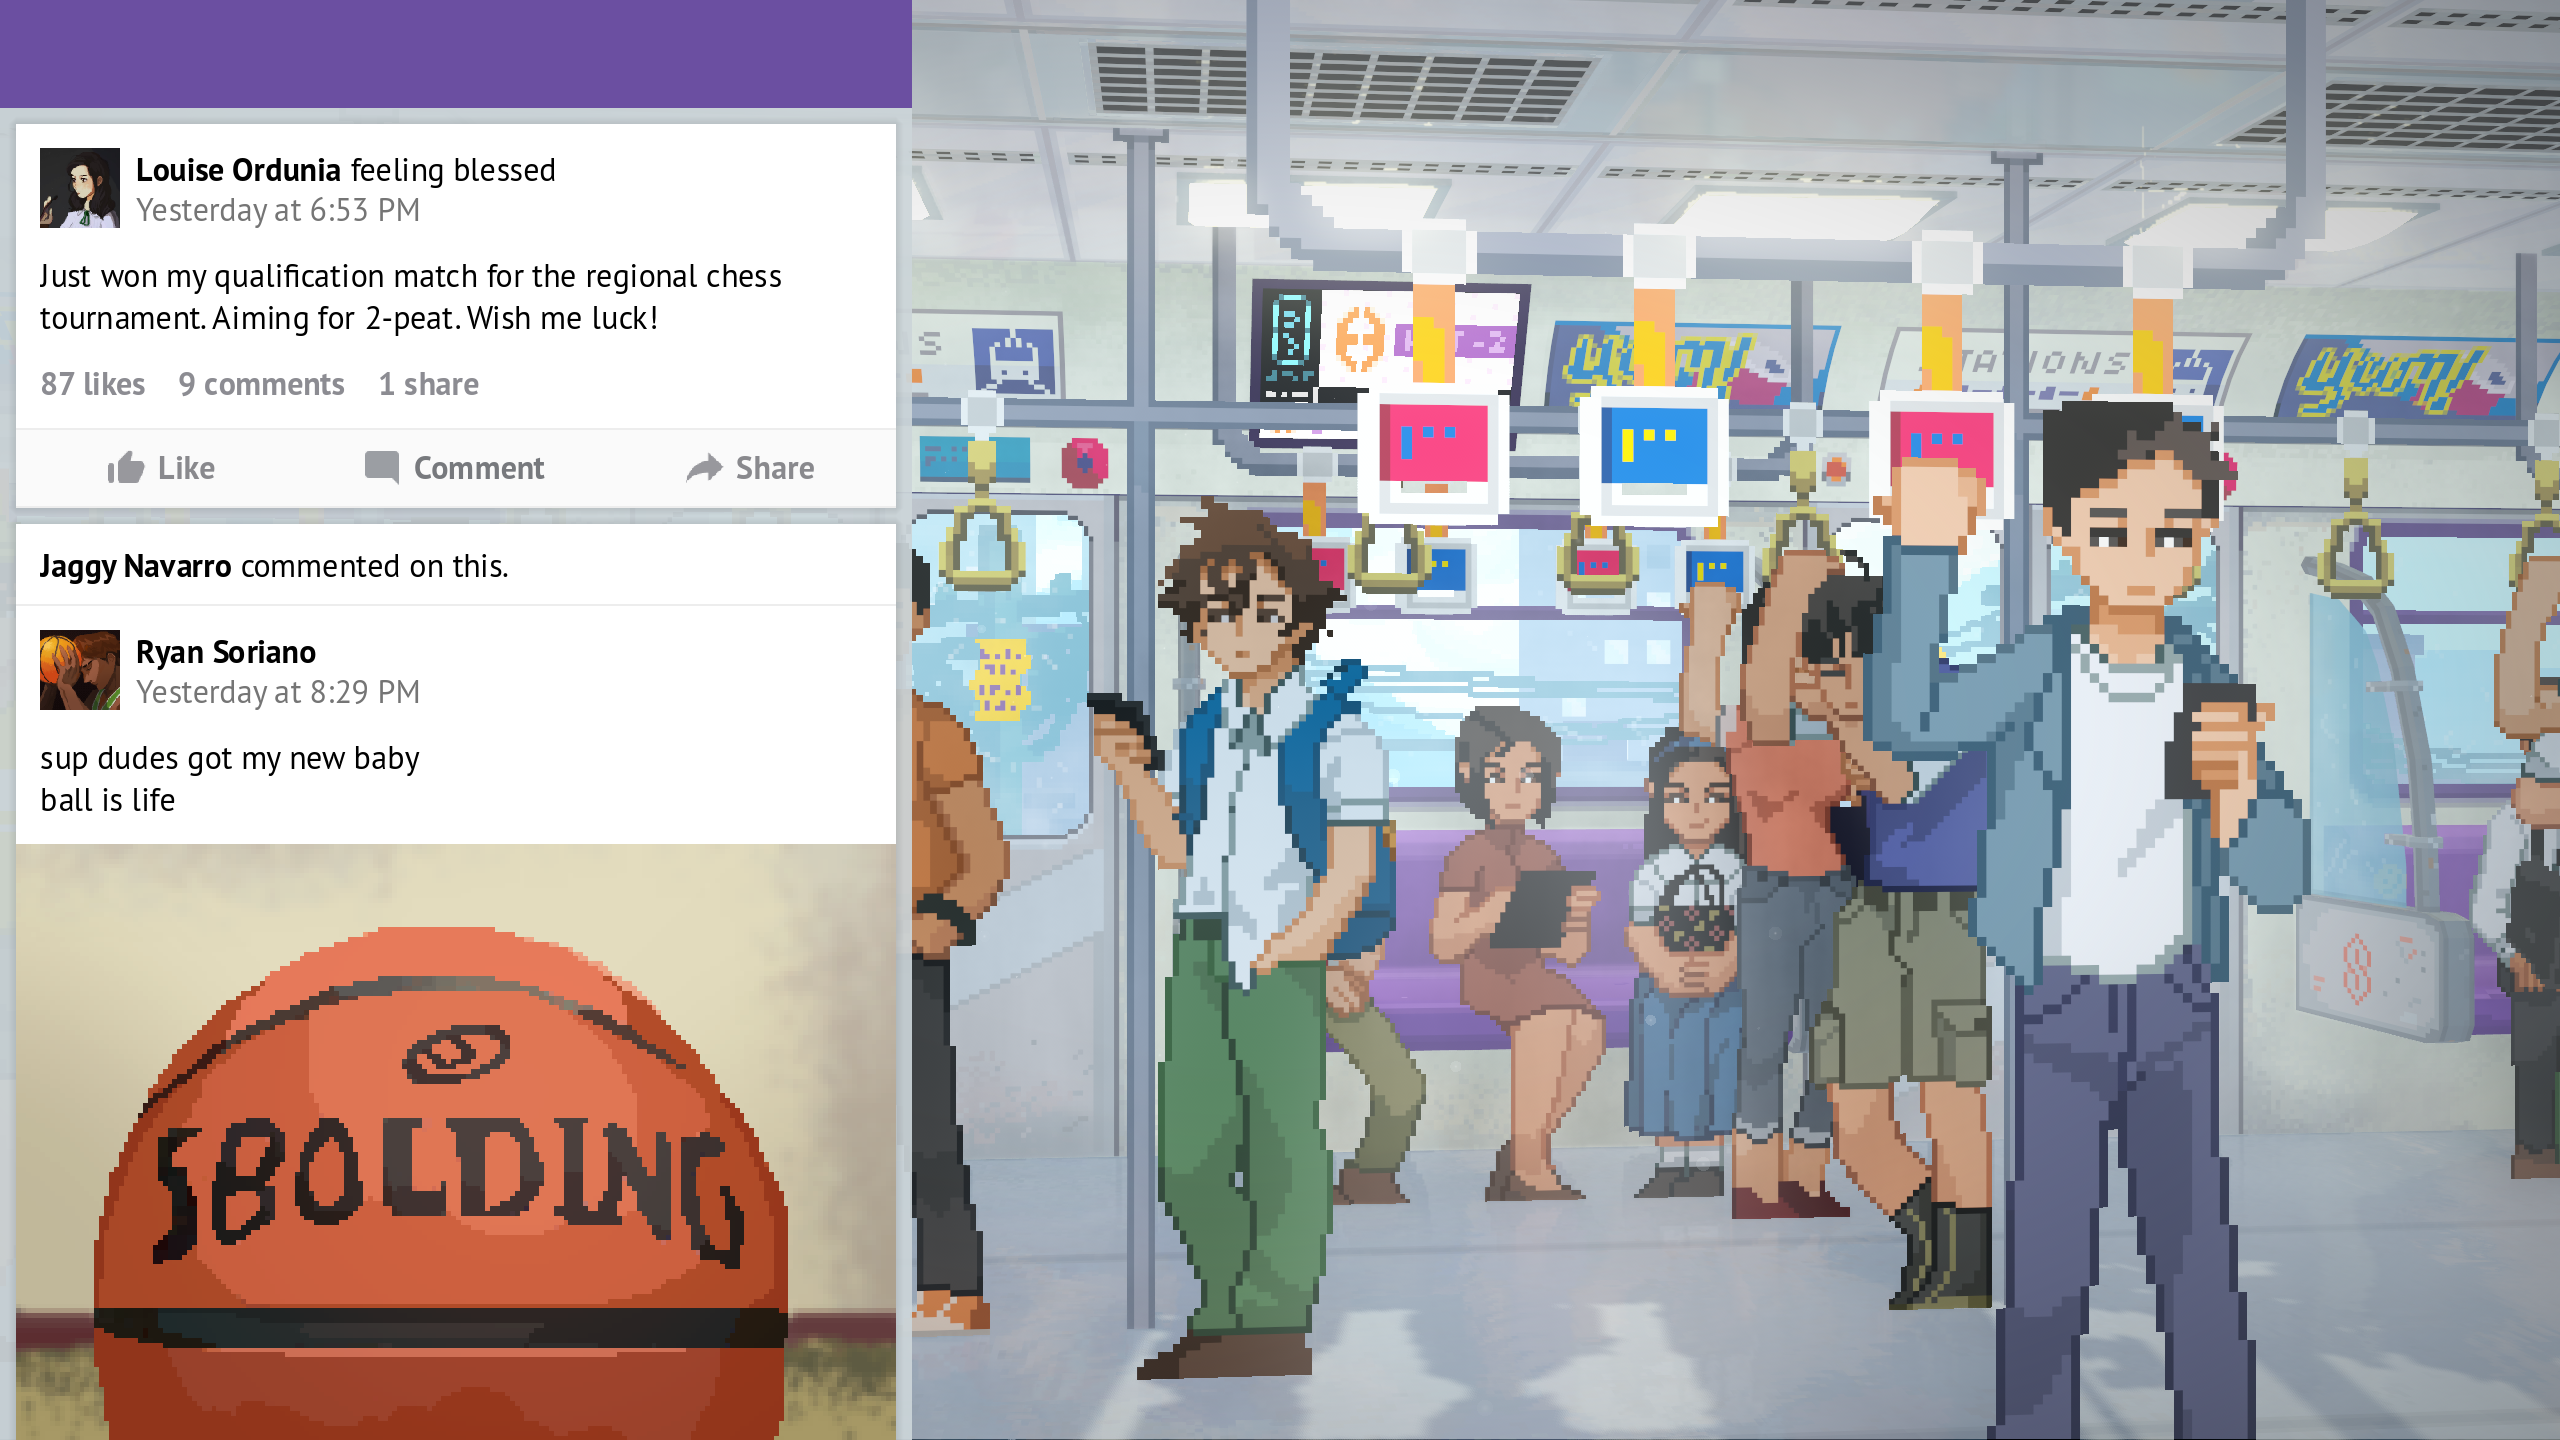 Louise Ordunia feeling blessed
Yesterday at 6:53 PM
Just won my qualification match for the regional chess
tournament. Aiming for 2-peat. Wish me luck!
87 likes 9 comments 1 share
Like Comment Share
Jaggy Navarro commented on this.
Ryan Soriano
Yesterday at 8:29 PM
sup dudes got my new baby
ball is life
SBOLDING